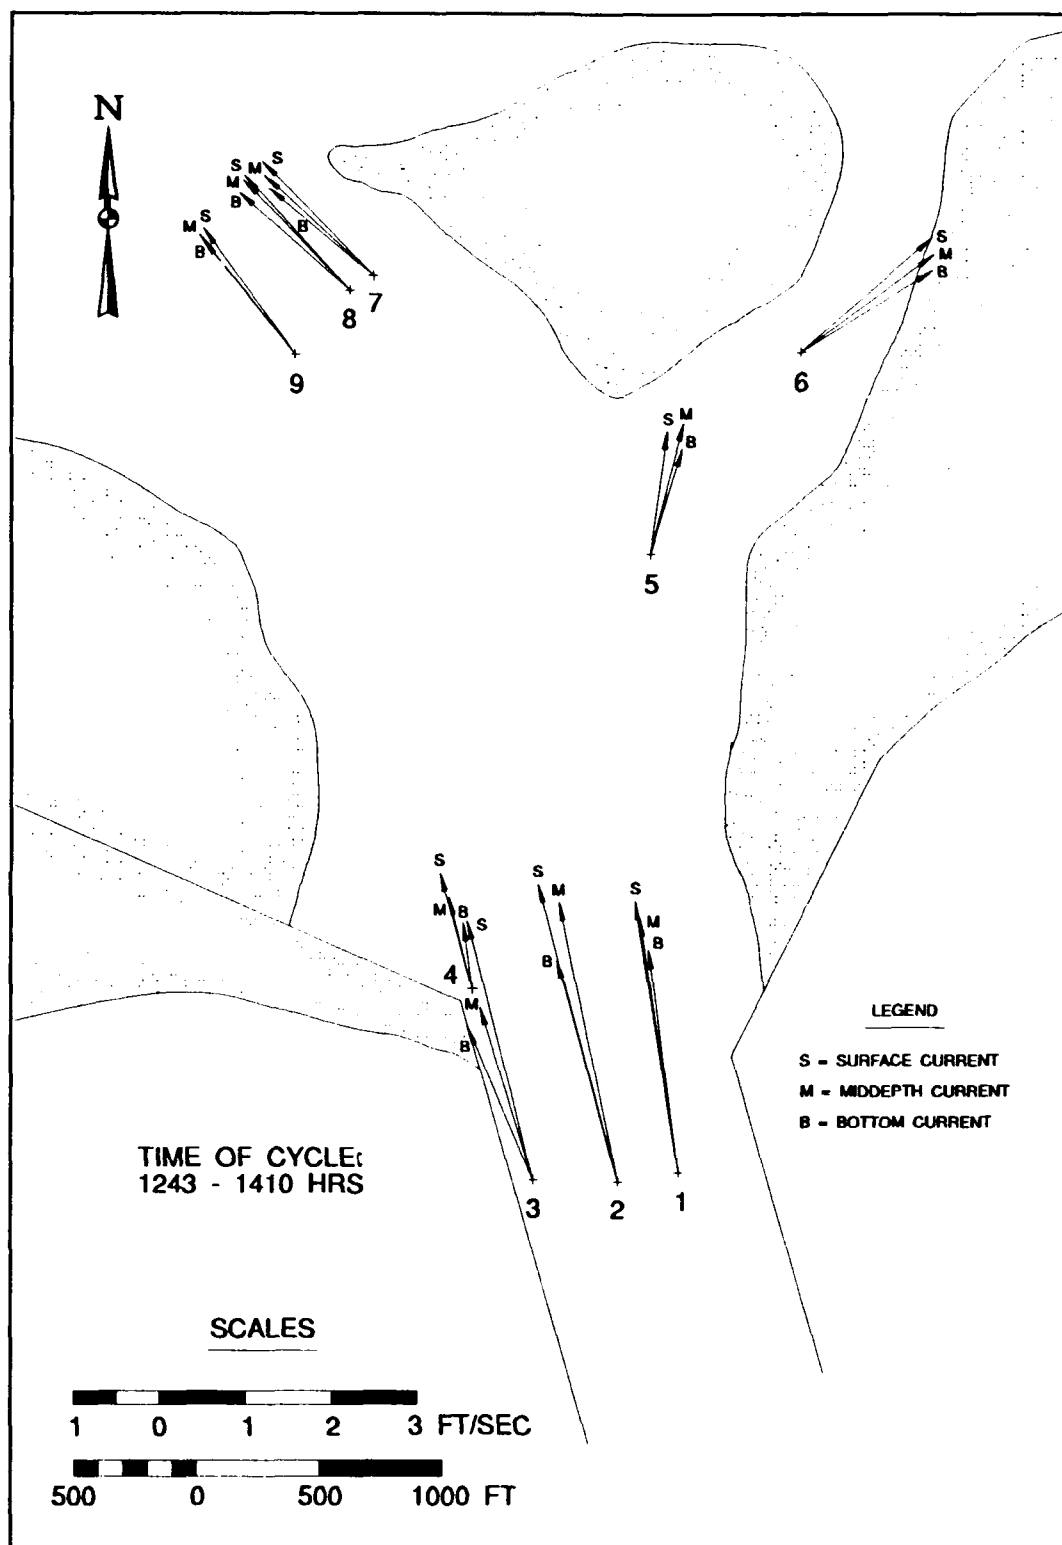 N
S
M
S
M
B
B
S
M
B
7
8
9
S
M
B
6
S
M
B
5
S
M
B
S
4
M
B
3
S
M
B
2
S
M
B
1
LEGEND
S = SURFACE CURRENT
M = MIDDEPTH CURRENT
B = BOTTOM CURRENT
TIME OF CYCLE:
1243 - 1410 HRS
SCALES
1 0 1 2 3 FT/SEC
500 0 500 1000 FT